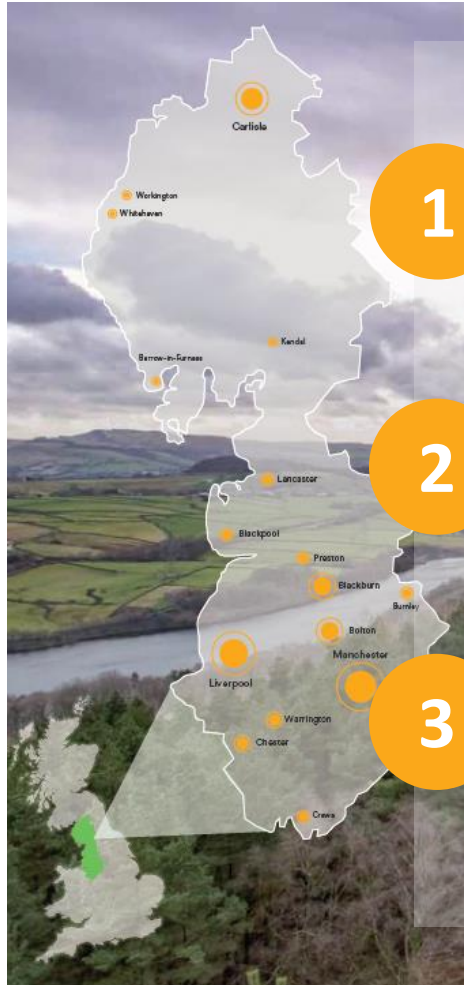 Carlisle
1
Workington
Whitehaven
Kendal
Barrow-in-Furness
2
Lancaster
Blackpool
Preston
Blackburn
Burnley
Bolton
Manchester
Liverpool
3
Warrington
Chester
Crewe